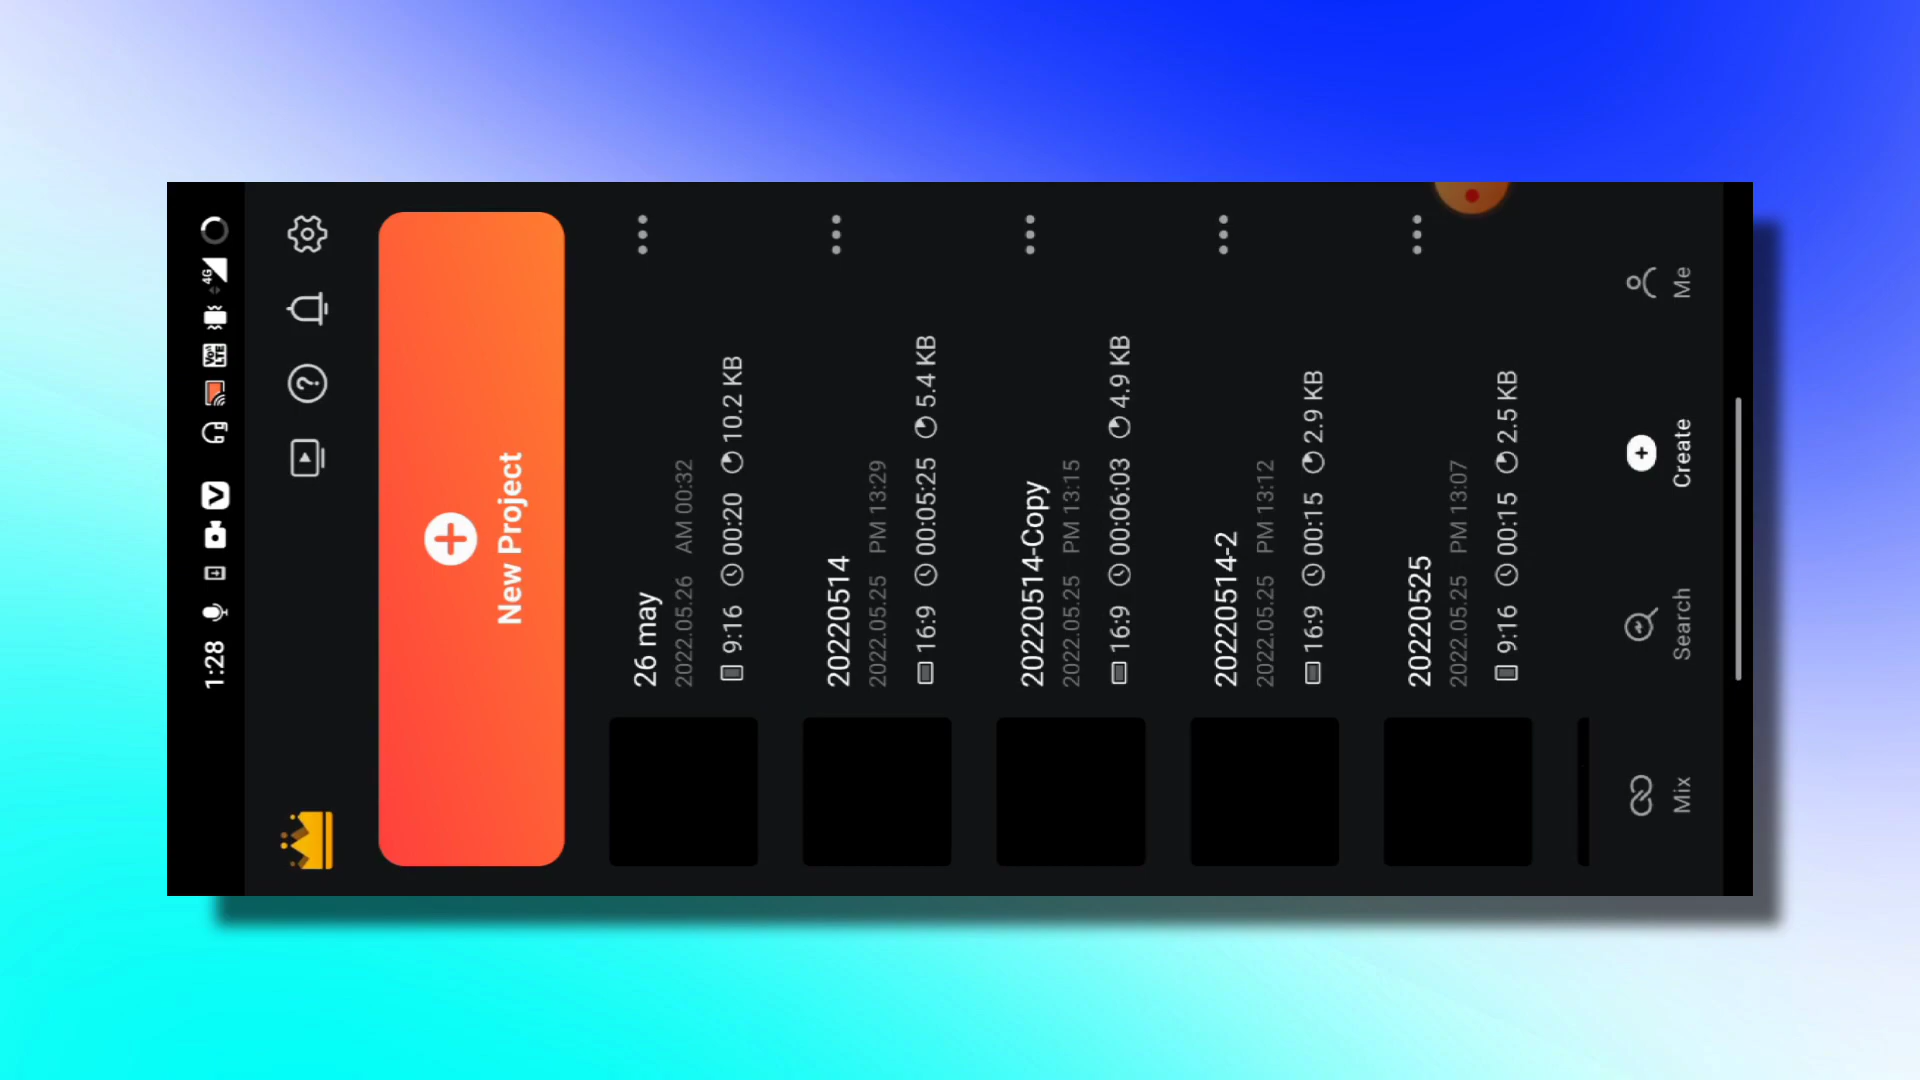 1:28
Vo LTE
4G
New Project
26 may
2022.05.26 AM 00:32
9:16 00:20 10.2 KB
20220514
2022.05.25 PM 13:29
16:9 00:05:25 5.4 KB
20220514-Copy
2022.05.25 PM 13:15
16:9 00:06:03 4.9 KB
20220514-2
2022.05.25 PM 13:12
16:9 00:15 2.9 KB
20220525
2022.05.25 PM 13:07
9:16 00:15 2.5 KB
Mix
Search
Create
Me